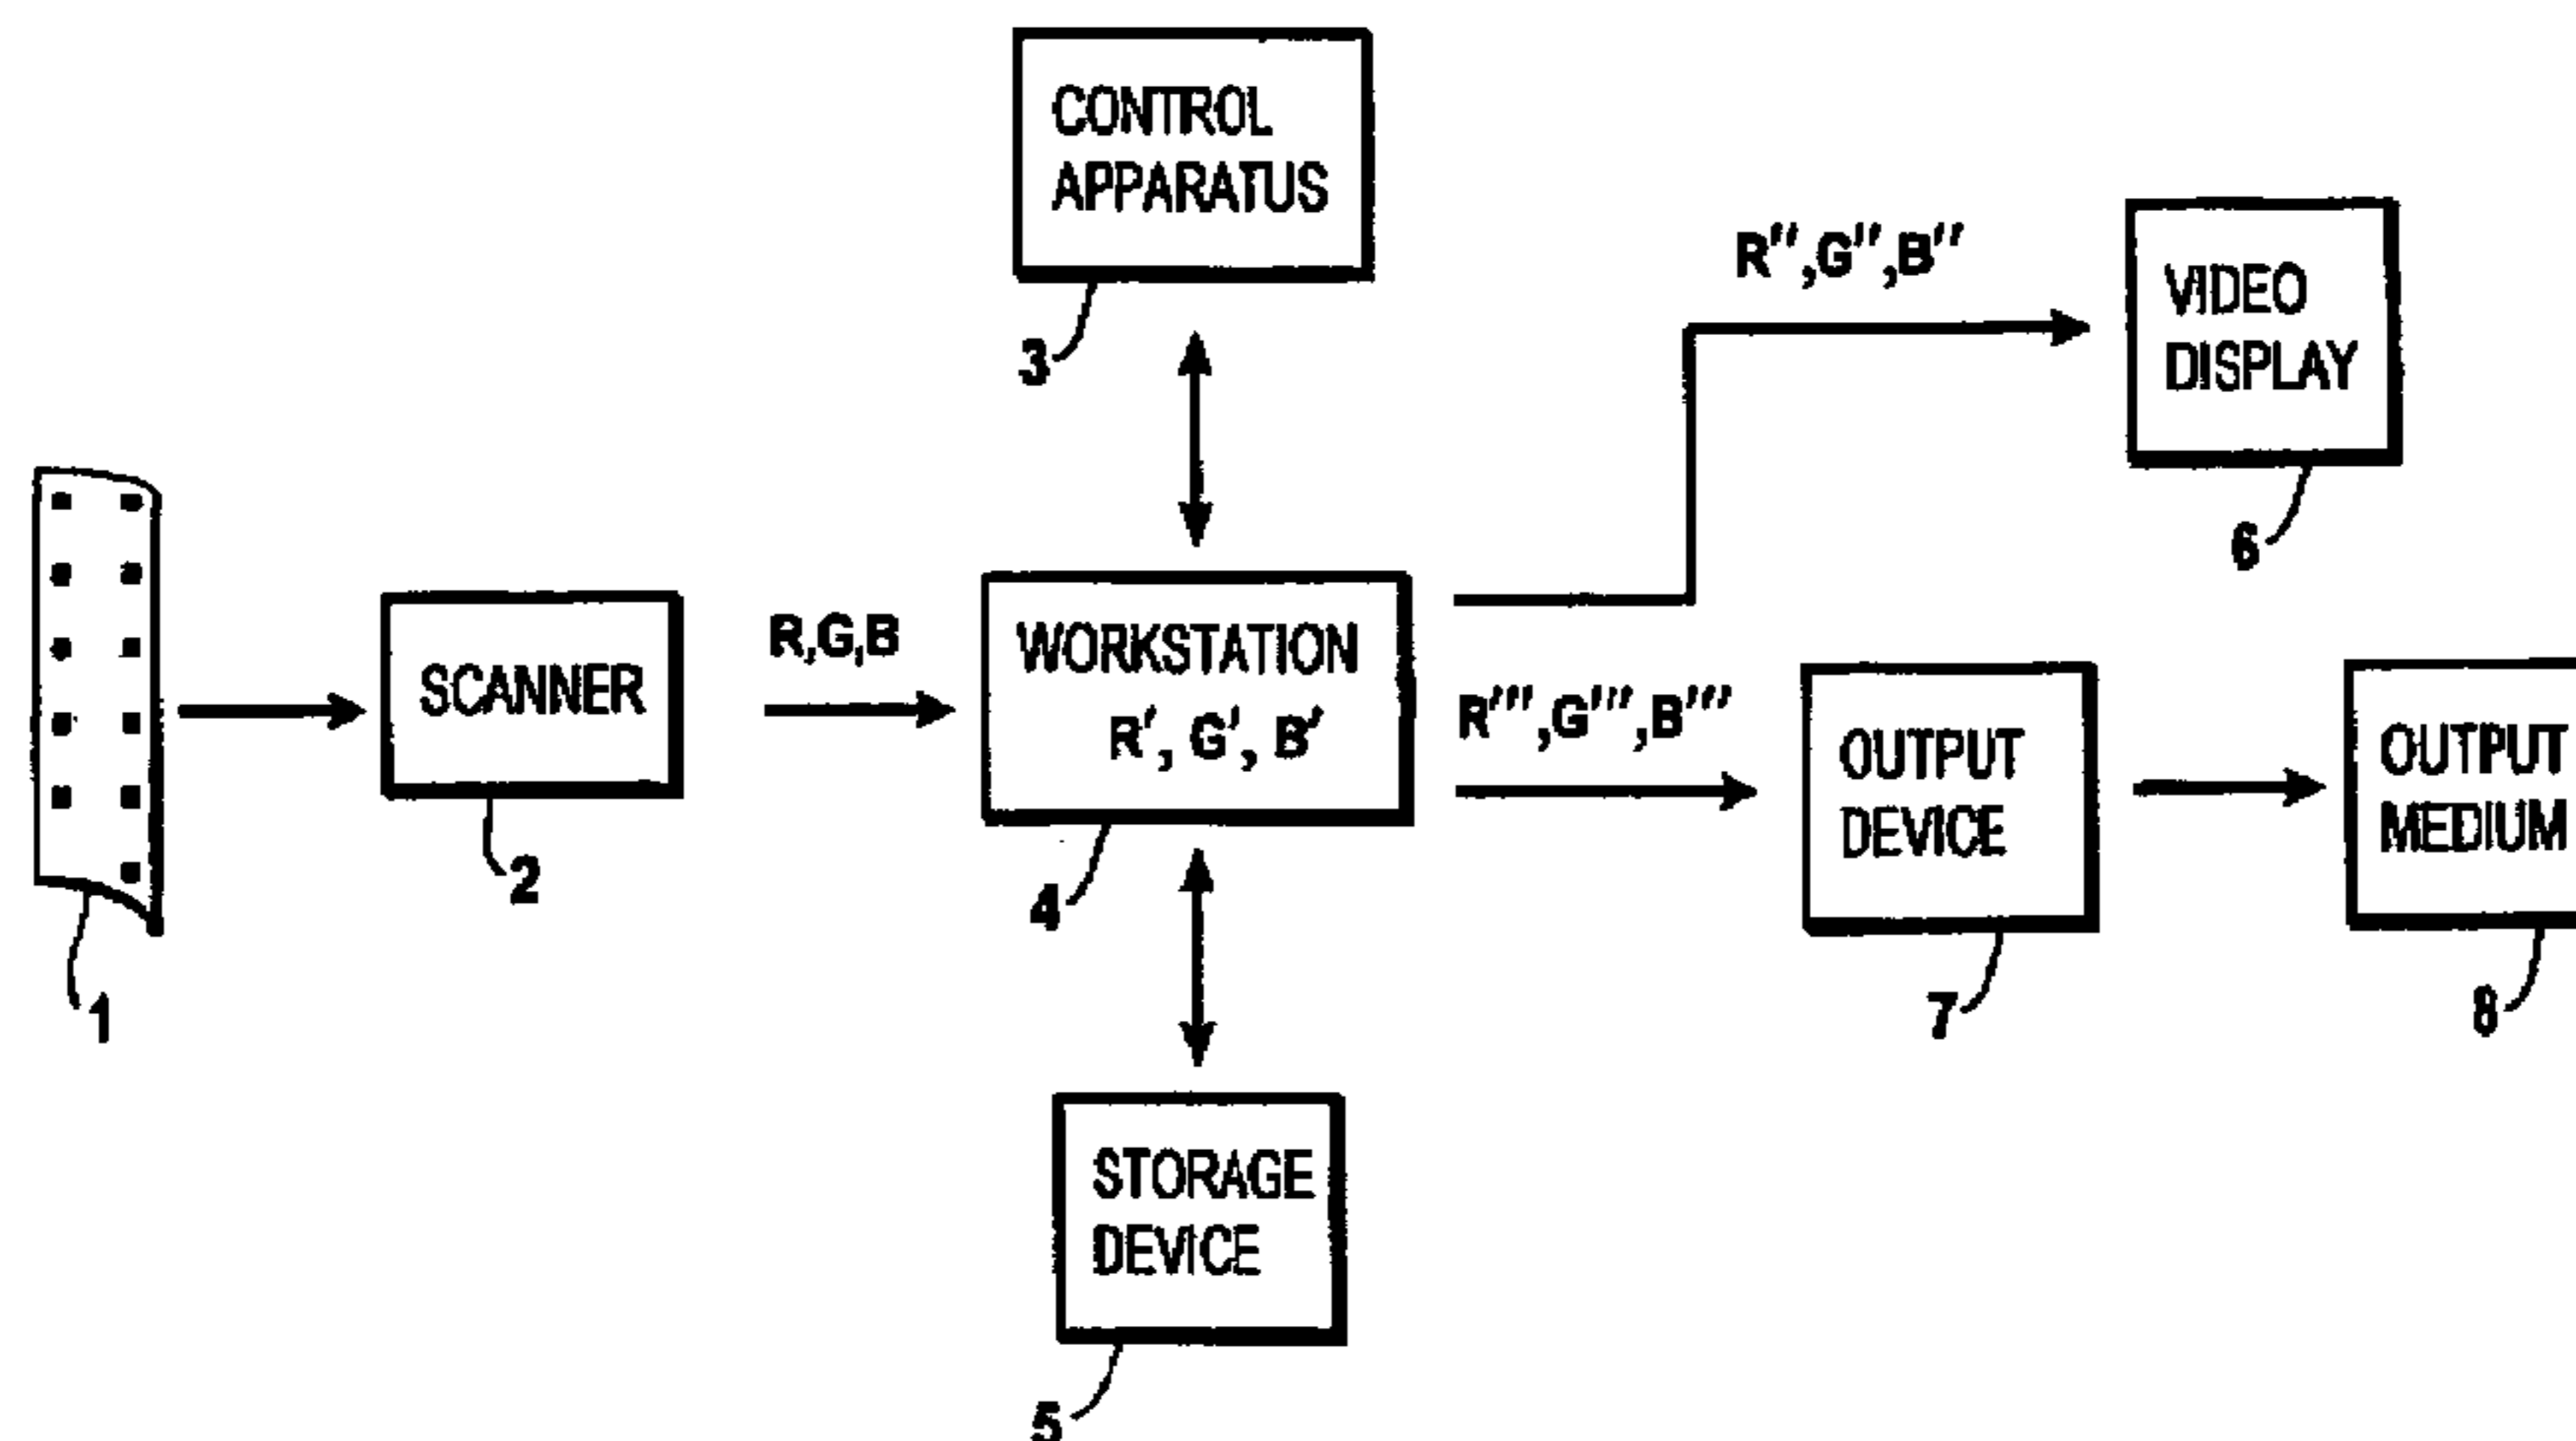 CONTROL
APPARATUS
3
R'',G'',B''
VIDEO
DISPLAY
6
SCANNER
2
R,G,B
WORKSTATION
R', G', B'
4
R''',G''',B'''
OUTPUT
DEVICE
7
OUTPUT
MEDIUM
8
1
STORAGE
DEVICE
5